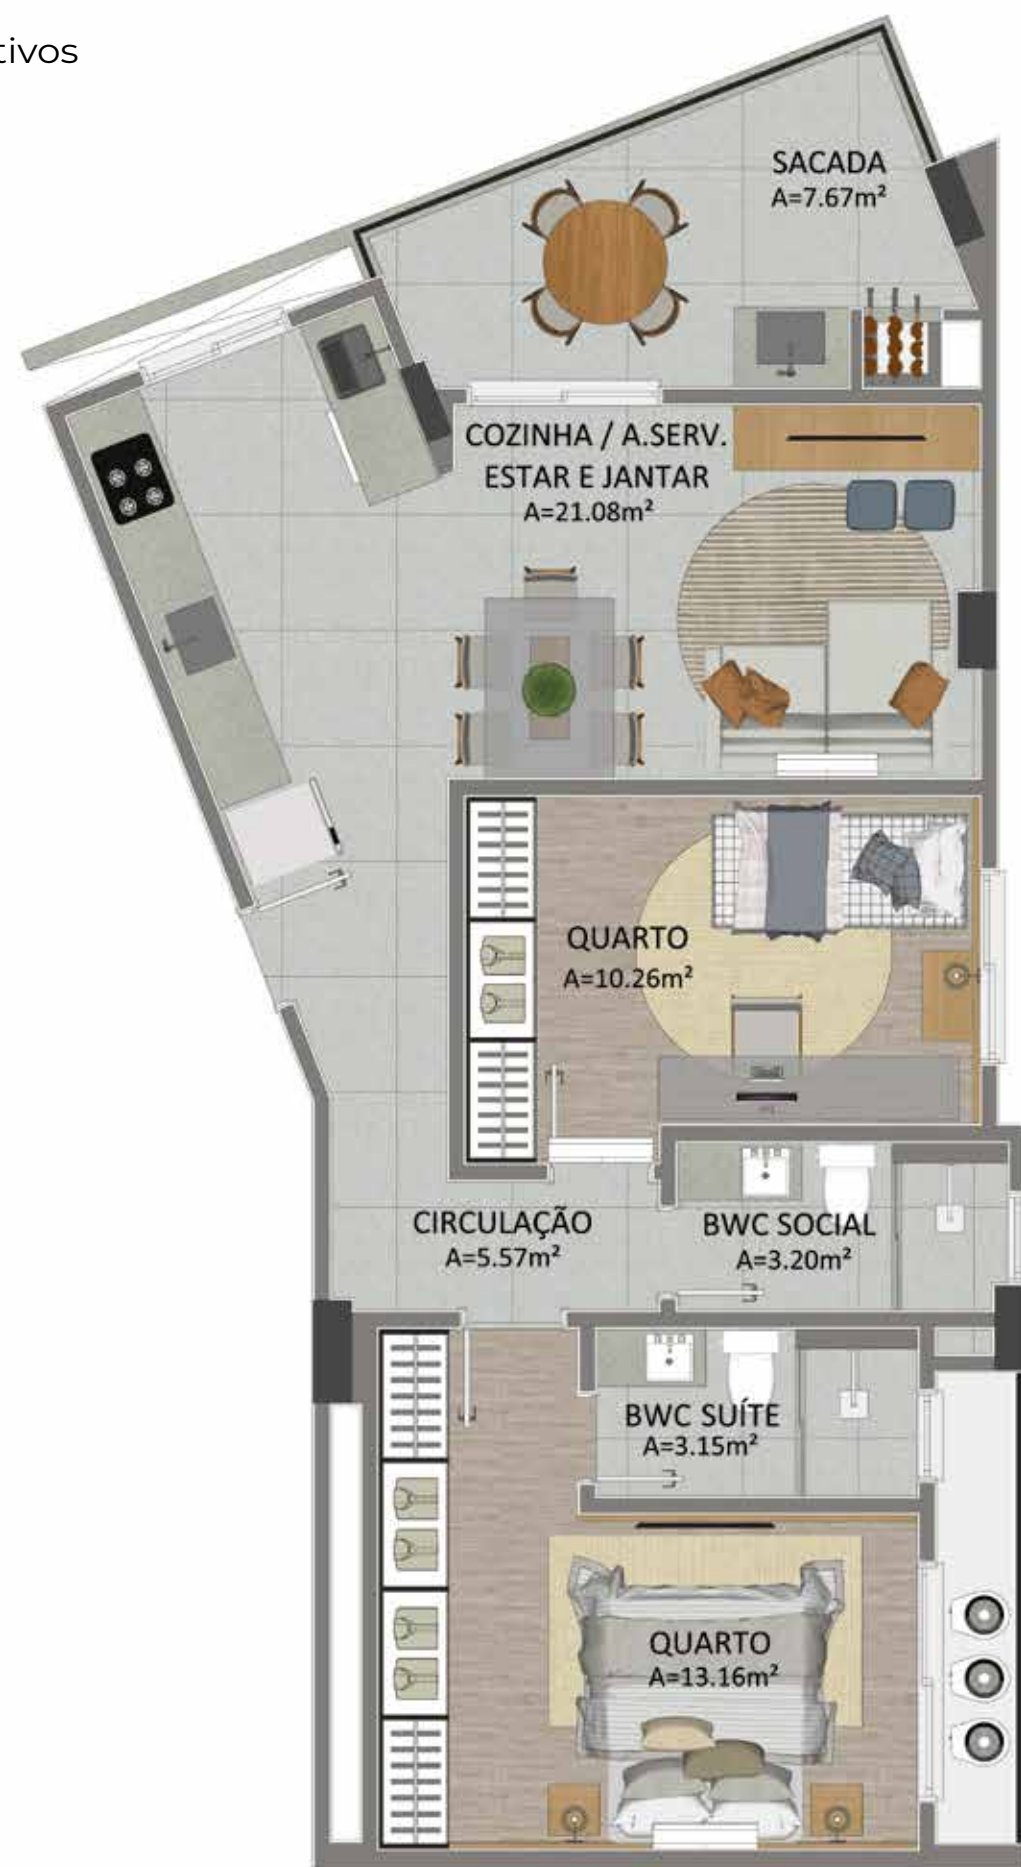 tivos
SACADA
A=7.67m²
COZINHA / A.SERV.
ESTAR E JANTAR
A=21.08m²
QUARTO
A=10.26m²
CIRCULAÇÃO
A=5.57m²
BWC SOCIAL
A=3.20m²
BWC SUÍTE
A=3.15m²
QUARTO
A=13.16m²